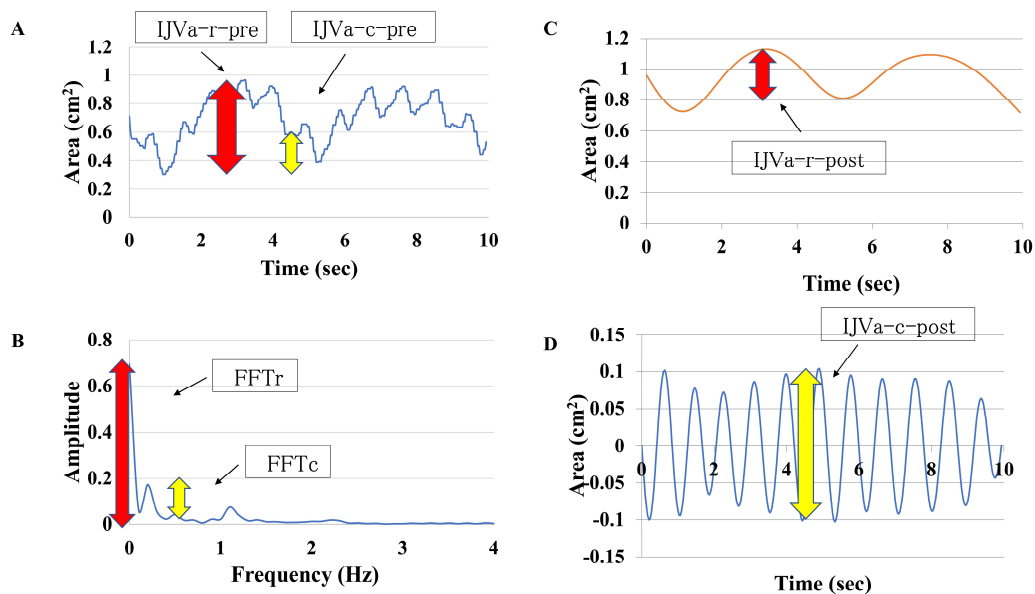 A
IJVa-r-pre
IJVa-c-pre
Area (cm²)
1.2
1
0.8
0.6
0.4
0.2
0
0
2
4
6
8
10
Time (sec)
B
FFTr
FFTc
Amplitude
0.8
0.6
0.4
0.2
0
0
1
2
3
4
Frequency (Hz)
C
Area (cm²)
1.2
1
0.8
0.6
0.4
0.2
0
IJVa-r-post
0
2
4
6
8
10
Time (sec)
D
IJVa-c-post
Area (cm²)
0.15
0.1
0.05
0
-0.05
-0.1
-0.15
0
2
4
6
8
10
Time (sec)